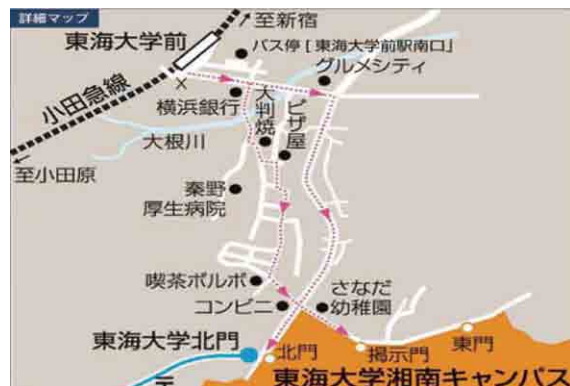 詳細マップ
至新宿
東海大学前
バス停[東海大学前駅南口]
グルメシティ
小田急線
横浜銀行
大判焼
ピザ屋
大根川
至小田原
秦野
厚生病院
喫茶ボルボ
さなだ
幼稚園
コンビニ
東海大学北門
北門
掲示門
東門
東海大学湘南キャンパス
〒